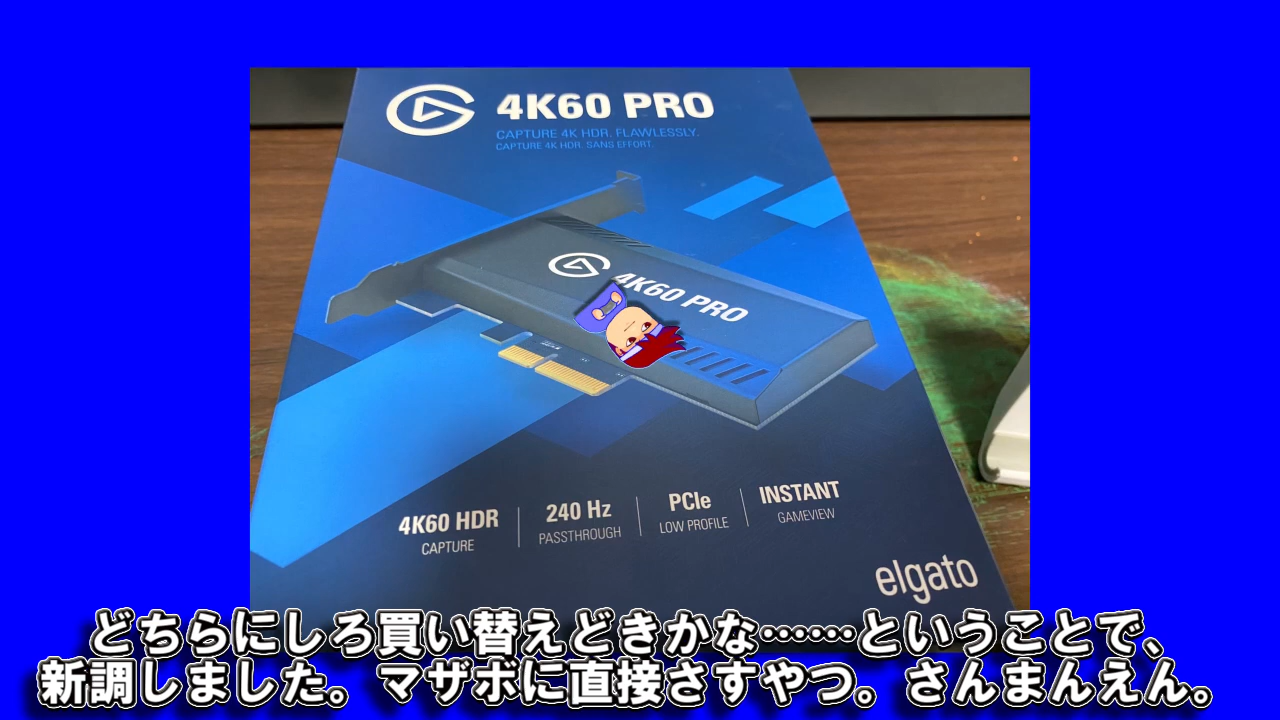 4K60 PRO
CAPTURE 4K HDR. FLAWLESSLY.
CAPTURE 4K HDR. SANS EFFORT.
4K60 PRO
4K60 HDR
CAPTURE
240 Hz
PASSTHROUGH
PCIe
LOW PROFILE
INSTANT
GAMEVIEW
elgato
どちらにしろ買い替えどきかな……ということで、
新調しました。マザボに直接さすやつ。さんまんえん。